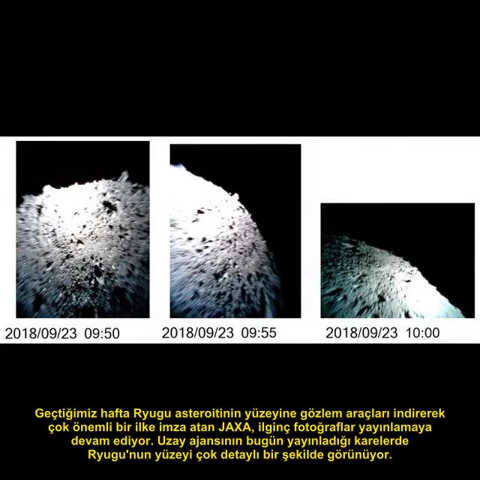 2018/09/23 09:50
2018/09/23 09:55
2018/09/23 10:00
Geçtiğimiz hafta Ryugu asteroitinin yüzeyine gözlem araçları indirerek
çok önemli bir ilke imza atan JAXA, ilginç fotoğraflar yayınlamaya
devam ediyor. Uzay ajansının bugün yayınladığı karelerde
Ryugu'nun yüzeyi çok detaylı bir şekilde görünüyor.